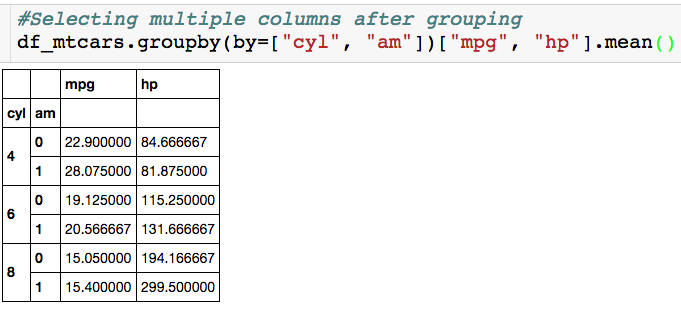 #Selecting multiple columns after grouping
df_mtcars.groupby(by=["cyl", "am"])["mpg", "hp"].mean()
mpg hp
cyl am
4 0 22.900000 84.666667
1 28.075000 81.875000
6 0 19.125000 115.250000
1 20.566667 131.666667
8 0 15.050000 194.166667
1 15.400000 299.500000